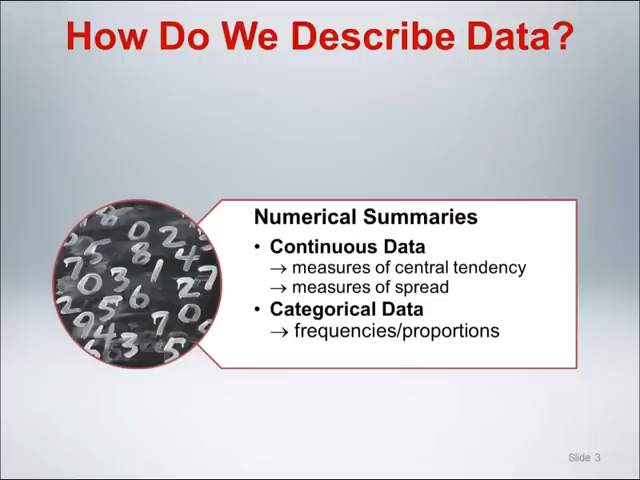 How Do We Describe Data?
Numerical Summaries
• Continuous Data
→ measures of central tendency
→ measures of spread
• Categorical Data
→ frequencies/proportions
Slide 3